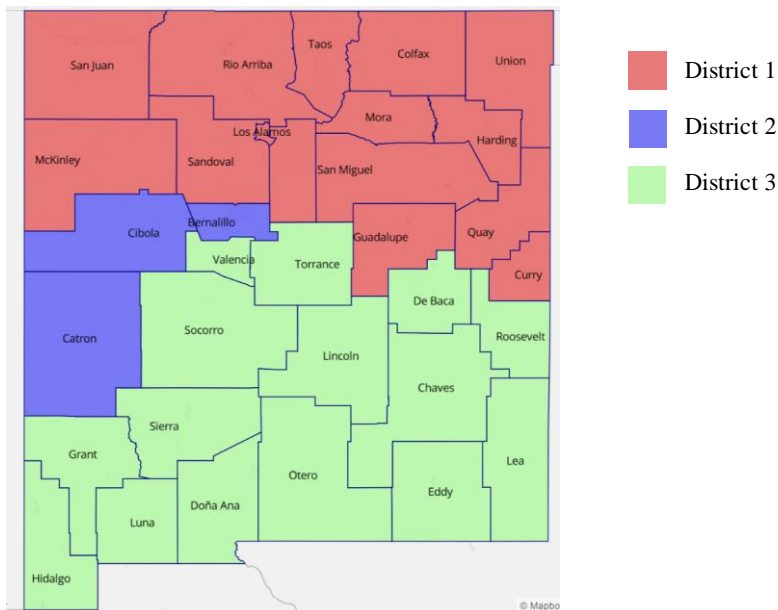 Taos
Colfax
Union
San Juan
Rio Arriba
Mora
Los Alamos
Harding
McKinley
Sandoval
San Miguel
Bernalillo
Cibola
Guadalupe
Quay
Valencia
Torrance
Curry
De Baca
Catron
Socorro
Roosevelt
Lincoln
Chaves
Sierra
Grant
Lea
Otero
Eddy
Doña Ana
Luna
Hidalgo
© Mapbo
District 1
District 2
District 3